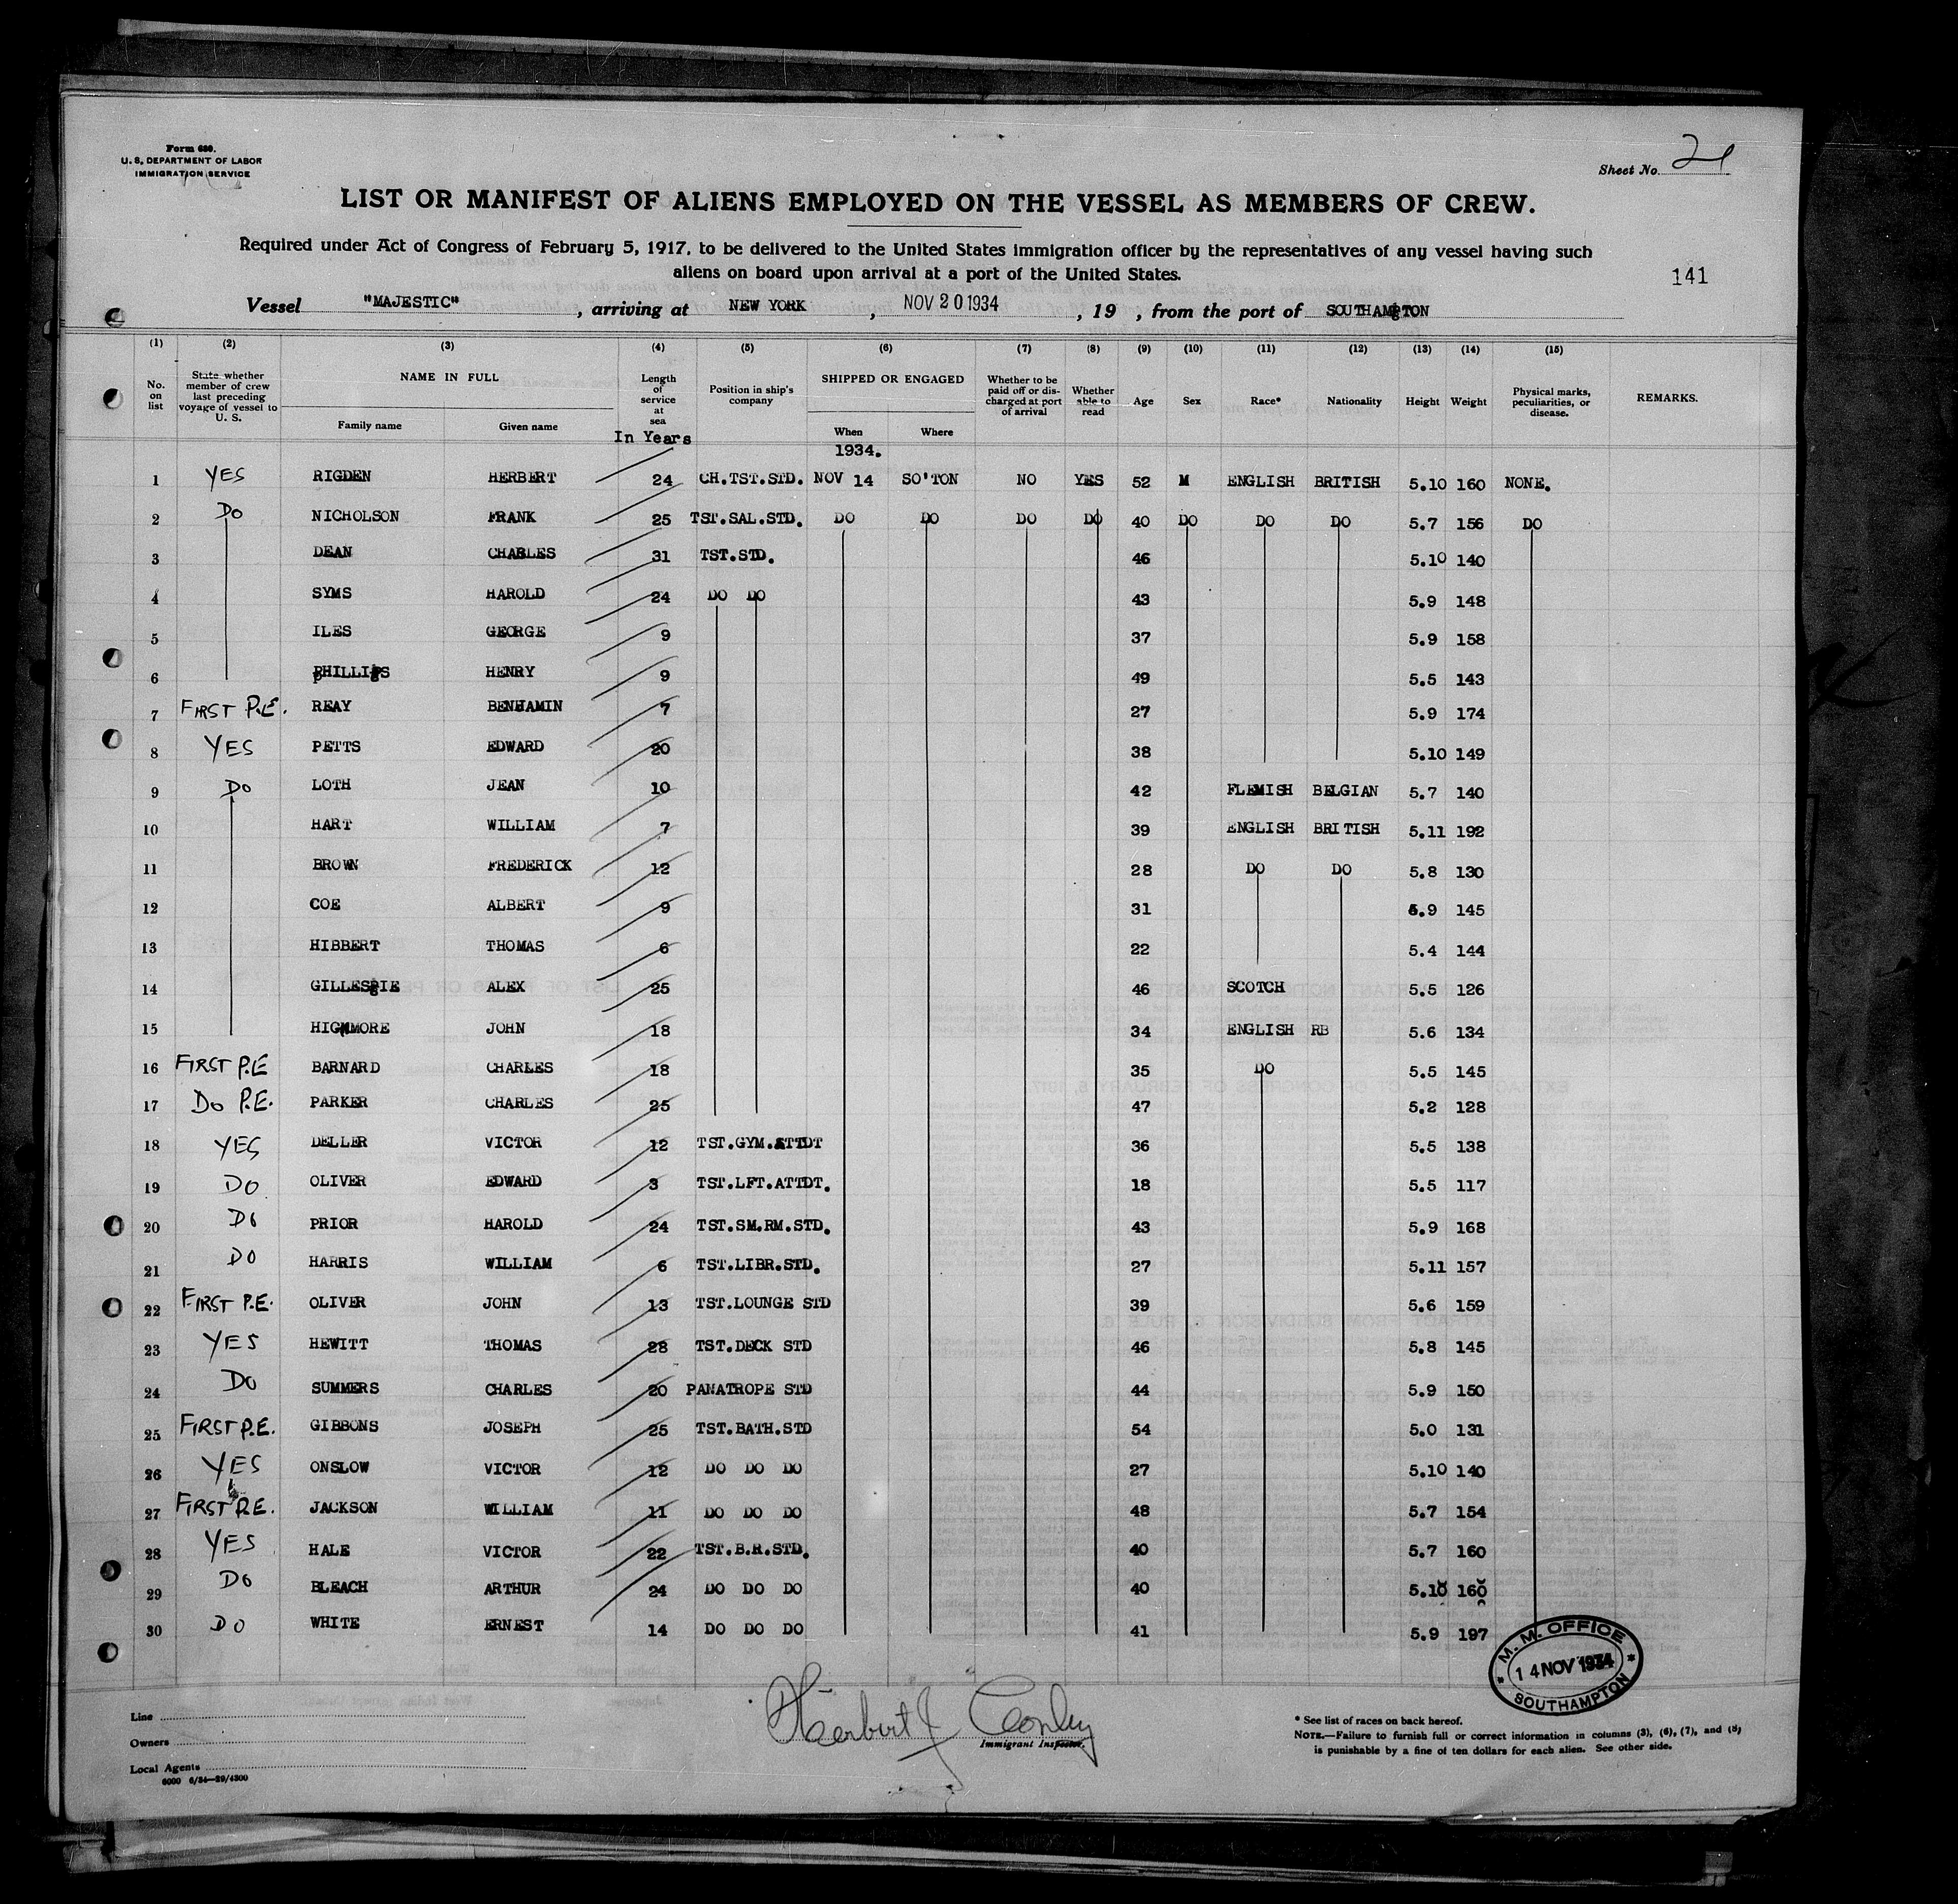 Form 680.
U. S. DEPARTMENT OF LABOR
IMMIGRATION SERVICE
Sheet No. 21
LIST OR MANIFEST OF ALIENS EMPLOYED ON THE VESSEL AS MEMBERS OF CREW.
Required under Act of Congress of February 5, 1917, to be delivered to the United States immigration officer by the representatives of any vessel having such
aliens on board upon arrival at a port of the United States.
141
Vessel "MAJESTIC", arriving at NEW YORK, NOV 20 1934, 19 , from the port of SOUTHAMPTON
(1) (2) (3) (4) (5) (6) (7) (8) (9) (10) (11) (12) (13) (14) (15)
No. on list State whether member of crew last preceding voyage of vessel to U. S. NAME IN FULL Family name Given name Length of service at sea In Years Position in ship's company SHIPPED OR ENGAGED When Where Whether to be paid off or discharged at port of arrival Whether able to read Age Sex Race* Nationality Height Weight Physical marks, peculiarities, or disease. REMARKS.
1934.
1 YES RIGDEN HERBERT 24 CH.TST.STD. NOV 14 SO'TON NO YES 52 M ENGLISH BRITISH 5.10 160 NONE.
2 DO NICHOLSON FRANK 25 TST.SAL.STD. DO DO DO DO 40 DO DO DO 5.7 156 DO
3 DEAN CHARLES 31 TST.STD. 46 5.10 140
4 SYMS HAROLD 24 DO DO 43 5.9 148
5 ILES GEORGE 9 37 5.9 158
6 PHILLIPS HENRY 9 49 5.5 143
7 FIRST P.E. REAY BENHAMIN 7 27 5.9 174
8 YES PETTS EDWARD 20 38 5.10 149
9 DO LOTH JEAN 10 42 FLEMISH BELGIAN 5.7 140
10 HART WILLIAM 7 39 ENGLISH BRITISH 5.11 192
11 BROWN FREDERICK 12 28 DO DO 5.8 130
12 COE ALBERT 9 31 5.9 145
13 HIBBERT THOMAS 6 22 5.4 144
14 GILLESPIE ALEX 25 46 SCOTCH 5.5 126
15 HIGHMORE JOHN 18 34 ENGLISH RB 5.6 134
16 FIRST P.E BARNARD CHARLES 18 35 DO 5.5 145
17 DO P.E. PARKER CHARLES 25 47 5.2 128
18 YES DELLER VICTOR 12 TST.GYM.ATTDT 36 5.5 138
19 DO OLIVER EDWARD 3 TST.LFT.ATTDT. 18 5.5 117
20 DO PRIOR HAROLD 24 TST.SM.RM.STD. 43 5.9 168
21 DO HARRIS WILLIAM 6 TST.LIBR.STD. 27 5.11 157
22 FIRST P.E. OLIVER JOHN 13 TST.LOUNGE STD 39 5.6 159
23 YES HEWITT THOMAS 28 TST.DECK STD 46 5.8 145
24 DO SUMMERS CHARLES 20 PANATROPE STD 44 5.9 150
25 FIRST P.E. GIBBONS JOSEPH 25 TST.BATH.STD 54 5.0 131
26 YES ONSLOW VICTOR 12 DO DO DO 27 5.10 140
27 FIRST P.E. JACKSON WILLIAM 11 DO DO DO 48 5.7 154
28 YES HALE VICTOR 22 TST.B.R.STD. 40 5.7 160
29 DO BLEACH ARTHUR 24 DO DO DO 40 5.10 160
30 DO WHITE ERNEST 14 DO DO DO 41 5.9 197
M. M. OFFICE
14 NOV 1934
SOUTHAMPTON
Line
Owners
Local Agents
6000 6/34—29/4300
Herbert J Conley
Immigrant Inspector.
* See list of races on back hereof.
NOTE.—Failure to furnish full or correct information in columns (3), (6), (7), and (8)
is punishable by a fine of ten dollars for each alien. See other side.